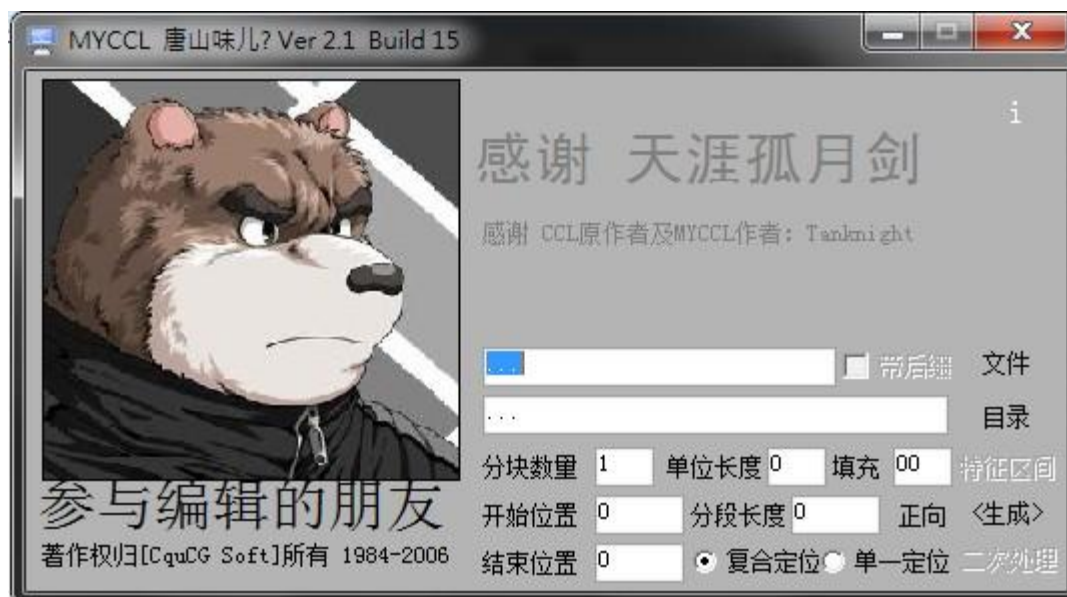 MYCCL 唐山味儿? Ver 2.1 Build 15
i
感谢 天涯孤月剑
感谢 CCL原作者及MYCCL作者: Tanknight
... 带后缀 文件
... 目录
分块数量 1 单位长度 0 填充 00 特征区间
开始位置 0 分段长度 0 正向 <生成>
结束位置 0 复合定位 单一定位 二次处理
参与编辑的朋友
著作权归[CquCG Soft]所有 1984-2006